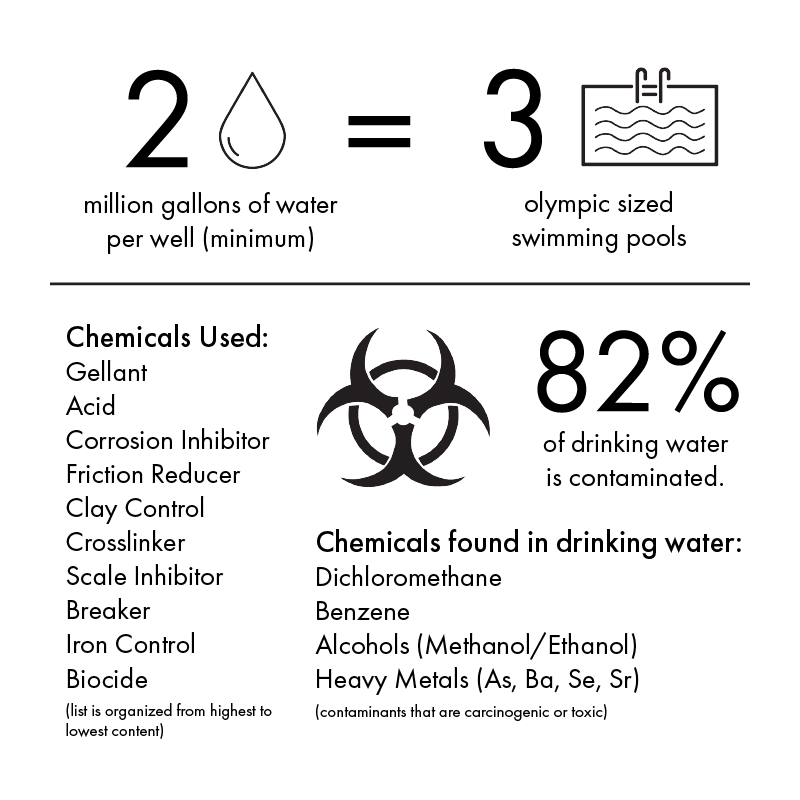 2 = 3
million gallons of water
per well (minimum)
olympic sized
swimming pools
Chemicals Used:
Gellant
Acid
Corrosion Inhibitor
Friction Reducer
Clay Control
Crosslinker
Scale Inhibitor
Breaker
Iron Control
Biocide
(list is organized from highest to
lowest content)
82%
of drinking water
is contaminated.
Chemicals found in drinking water:
Dichloromethane
Benzene
Alcohols (Methanol/Ethanol)
Heavy Metals (As, Ba, Se, Sr)
(contaminants that are carcinogenic or toxic)